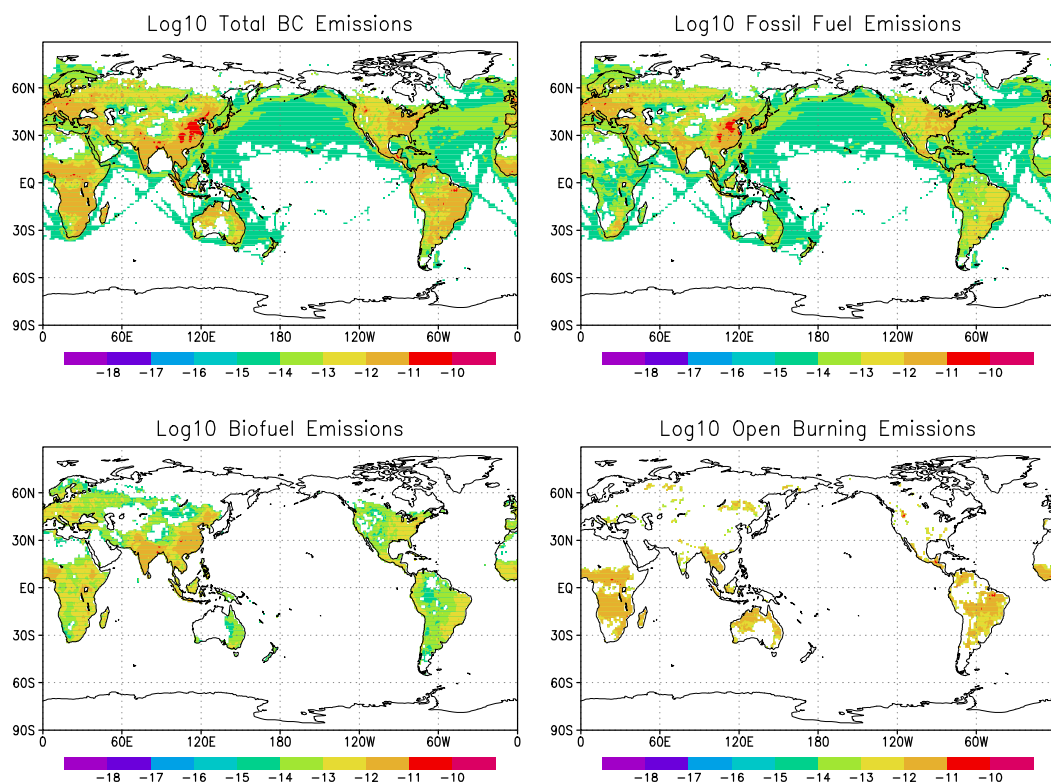 Log10 Total BC Emissions
Log10 Fossil Fuel Emissions
60N
30N
EQ
30S
60S
90S
0 60E 120E 180 120W 60W 0
-18 -17 -16 -15 -14 -13 -12 -11 -10
60N
30N
EQ
30S
60S
90S
0 60E 120E 180 120W 60W
-18 -17 -16 -15 -14 -13 -12 -11 -10
Log10 Biofuel Emissions
Log10 Open Burning Emissions
60N
30N
EQ
30S
60S
90S
0 60E 120E 180 120W 60W 0
-18 -17 -16 -15 -14 -13 -12 -11 -10
60N
30N
EQ
30S
60S
90S
0 60E 120E 180 120W 60W
-18 -17 -16 -15 -14 -13 -12 -11 -10